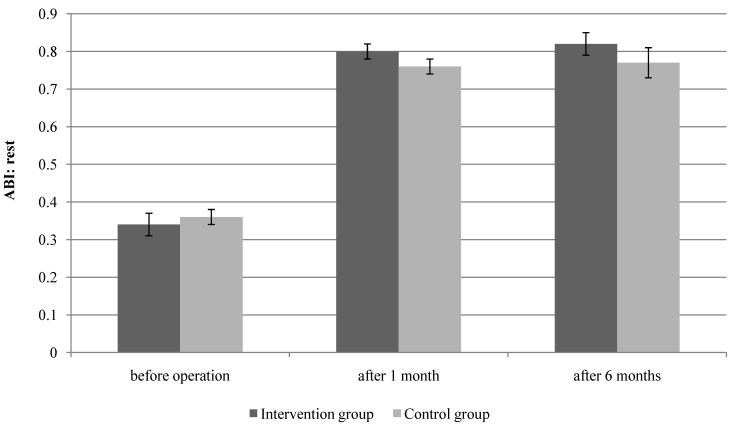 0.9
0.8
0.7
0.6
0.5
0.4
0.3
0.2
0.1
0
ABI: rest
before operation
after 1 month
after 6 months
Intervention group
Control group